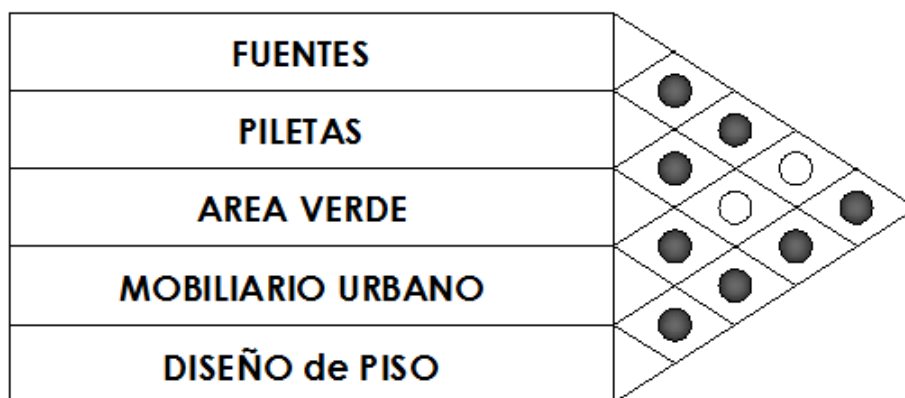 FUENTES
PILETAS
AREA VERDE
MOBILIARIO URBANO
DISEÑO de PISO